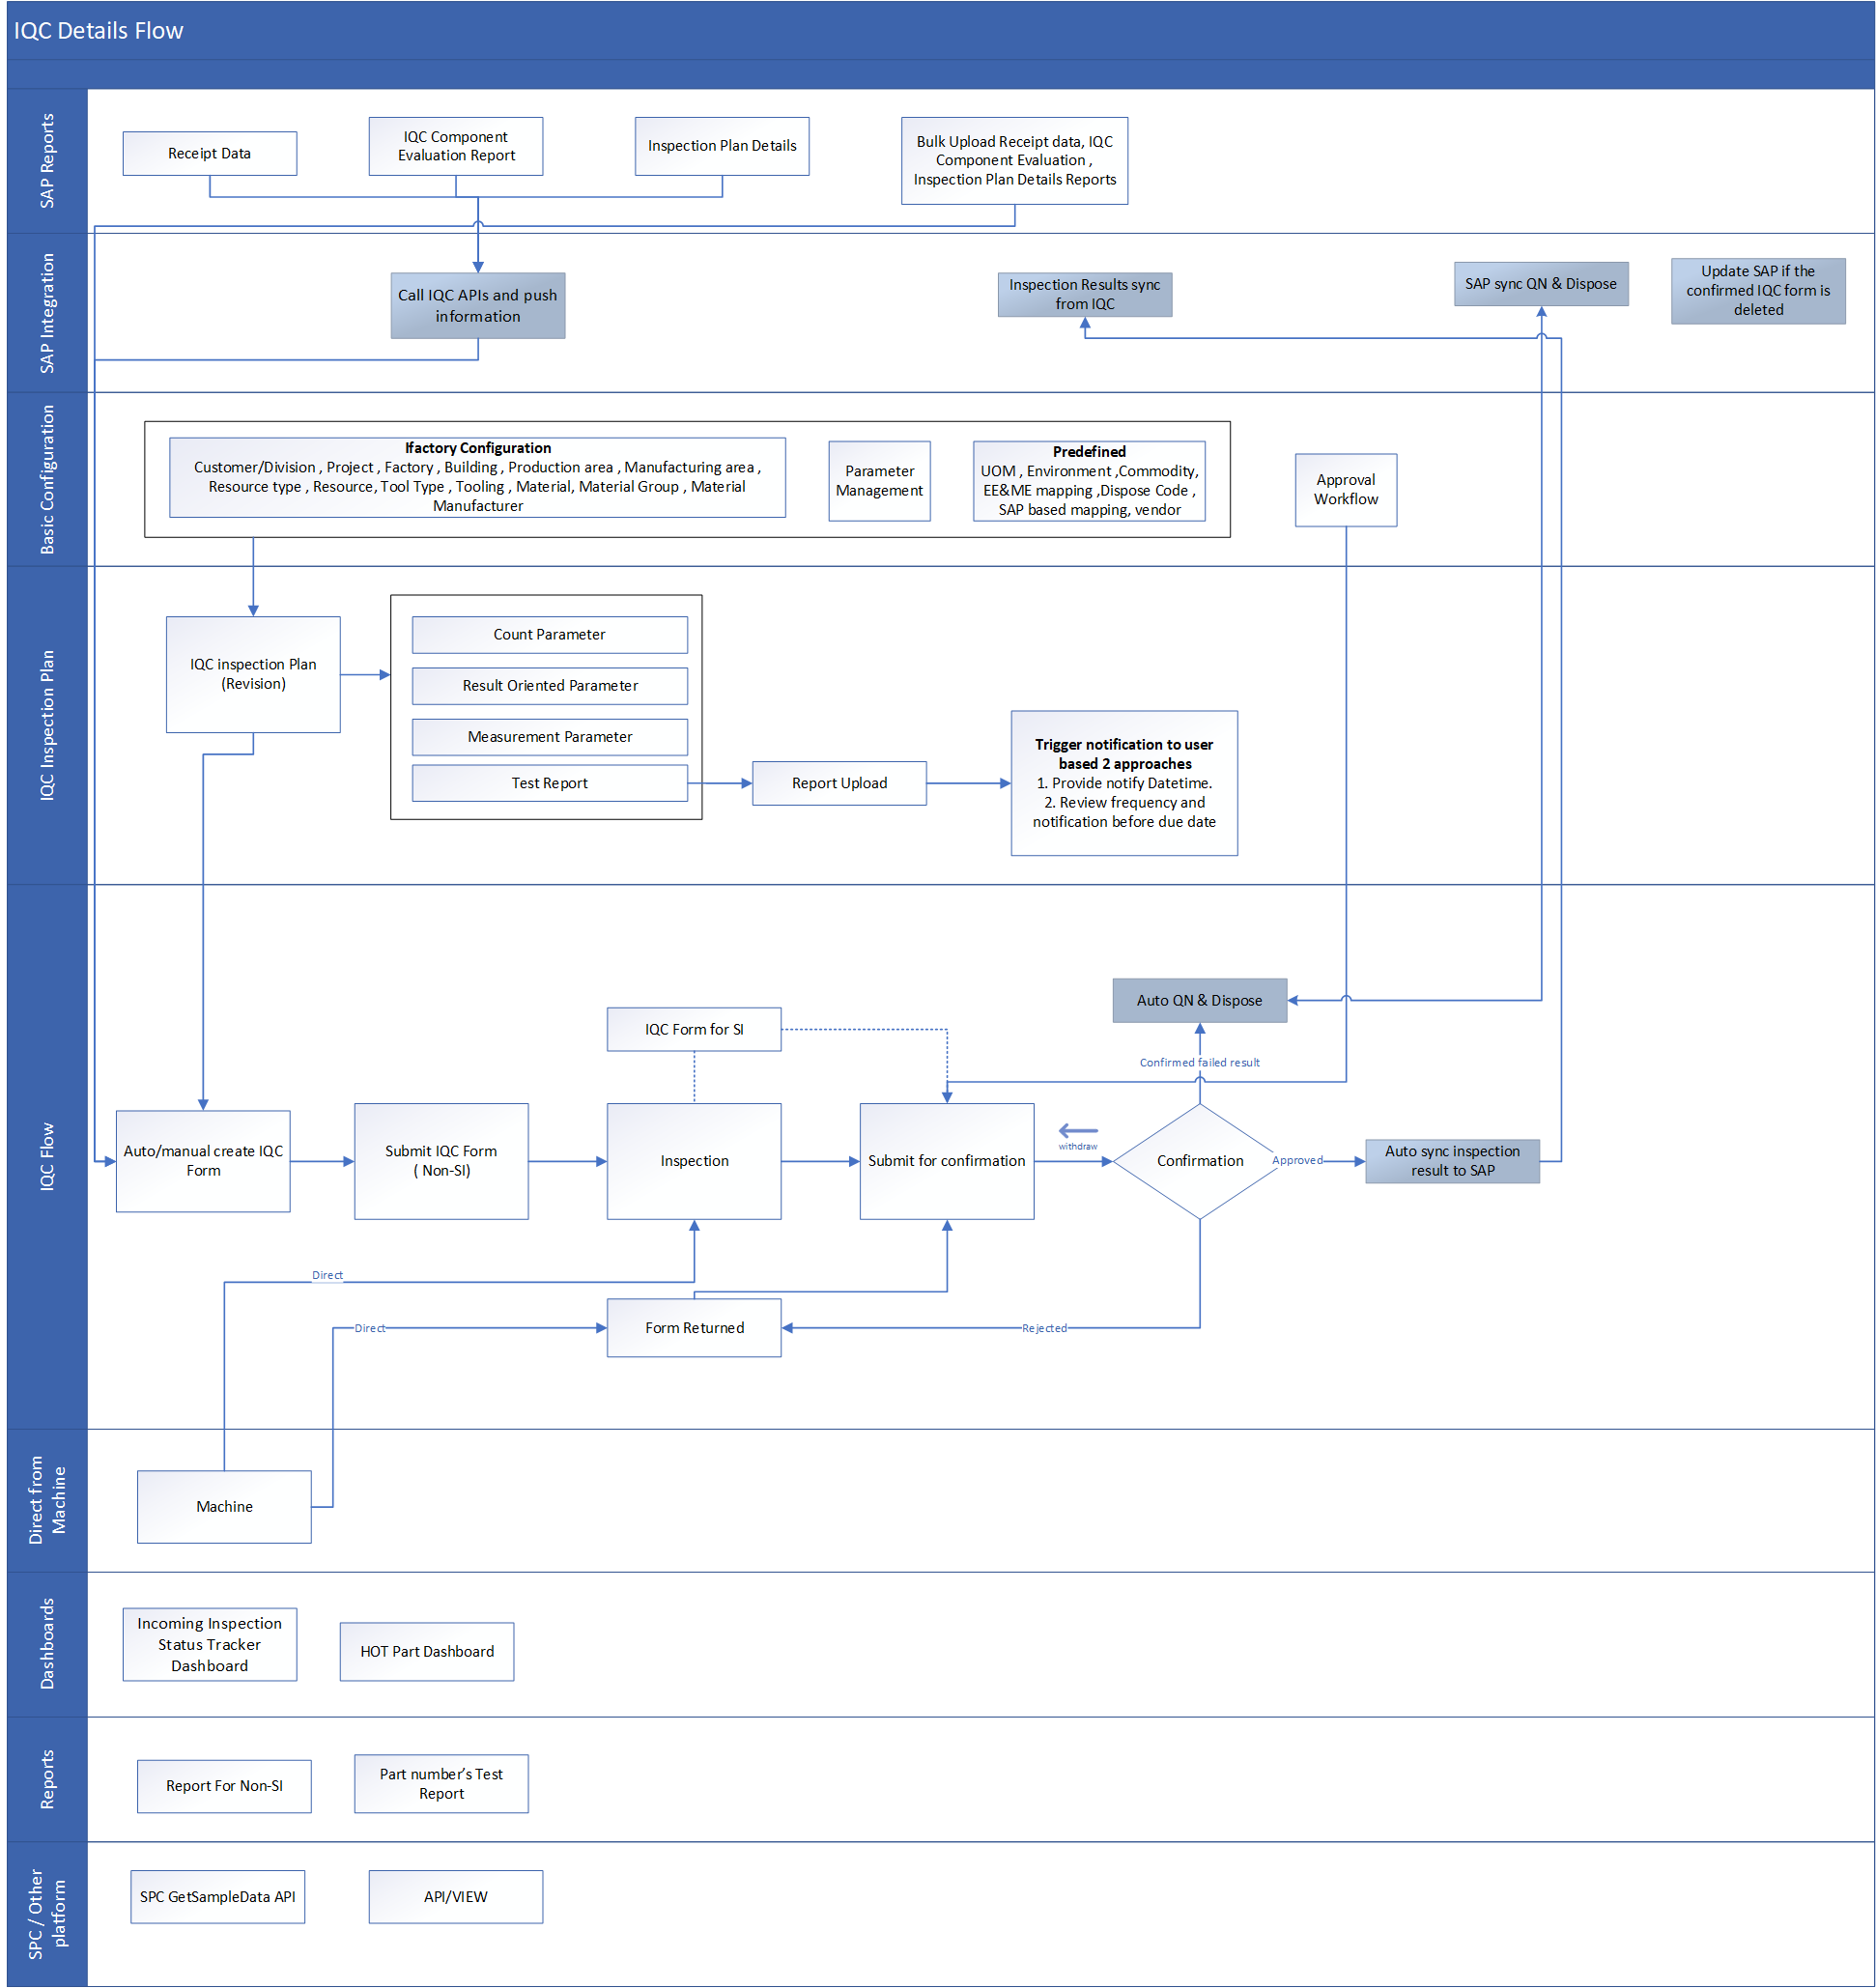 IQC Details Flow
SAP Reports
Receipt Data
IQC Component
Evaluation Report
Inspection Plan Details
Bulk Upload Receipt data, IQC
Component Evaluation ,
Inspection Plan Details Reports
SAP Integration
Call IQC APIs and push
information
Inspection Results sync
from IQC
SAP sync QN & Dispose
Update SAP if the
confirmed IQC form is
deleted
Basic Configuration
Ifactory Configuration
Customer/Division , Project , Factory , Building , Production area , Manufacturing area ,
Resource type , Resource, Tool Type , Tooling , Material, Material Group , Material
Manufacturer
Parameter
Management
Predefined
UOM , Environment ,Commodity,
EE&ME mapping ,Dispose Code ,
SAP based mapping, vendor
Approval
Workflow
IQC Inspection Plan
IQC inspection Plan
(Revision)
Count Parameter
Result Oriented Parameter
Measurement Parameter
Test Report
Report Upload
Trigger notification to user
based 2 approaches
1. Provide notify Datetime.
2. Review frequency and
notification before due date
IQC Flow
Auto QN & Dispose
IQC Form for SI
Confirmed failed result
Auto/manual create IQC
Form
Submit IQC Form
( Non-SI)
Inspection
Submit for confirmation
withdraw
Confirmation
Approved
Auto sync inspection
result to SAP
Direct
Form Returned
Direct
Rejected
Direct from
Machine
Machine
Dashboards
Incoming Inspection
Status Tracker
Dashboard
HOT Part Dashboard
Reports
Report For Non-SI
Part number’s Test
Report
SPC / Other
platform
SPC GetSampleData API
API/VIEW